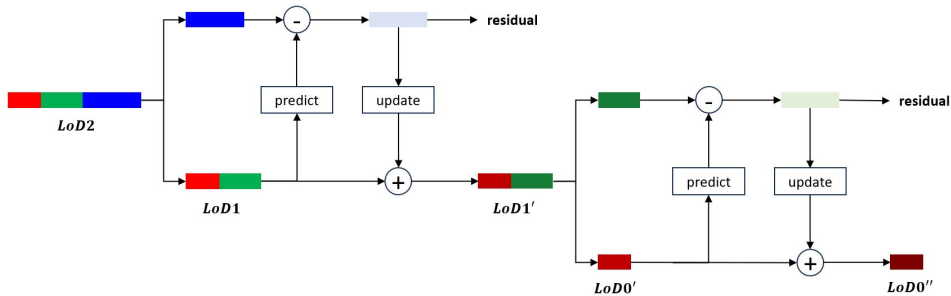 -
residual
predict
update
LoD2
+
LoD1
LoD1′
-
residual
predict
update
+
LoD0′
LoD0′′